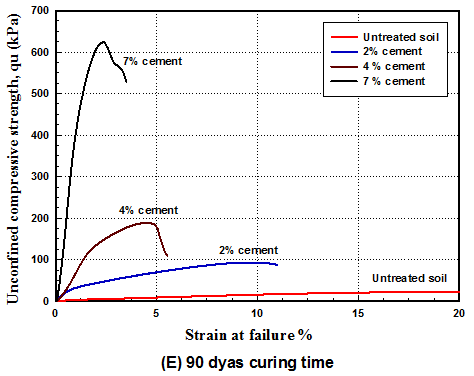 700
600
500
400
300
200
100
0
Unconfined compressive strength, qu (kPa)
Untreated soil
2% cement
4 % cement
7 % cement
7% cement
4% cement
2% cement
Untreated soil
0
5
10
15
20
Strain at failure %
(E) 90 dyas curing time